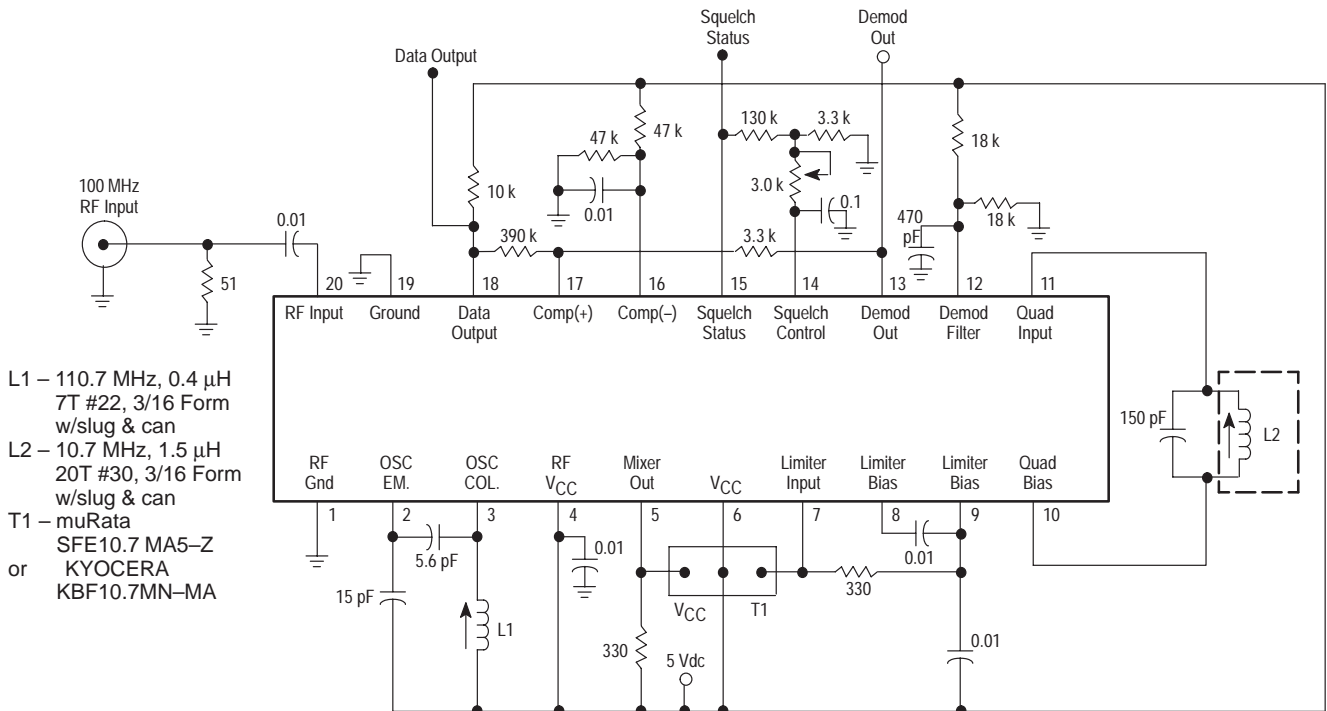 Squelch
Status
Demod
Out
Data Output
130 k
3.3 k
47 k
47 k
18 k
100 MHz
RF Input
10 k
3.0 k
0.01
0.1
18 k
0.01
470
pF
390 k
3.3 k
51
20
19
18
17
16
15
14
13
12
11
RF Input
Ground
Data
Output
Comp(+)
Comp(–)
Squelch
Status
Squelch
Control
Demod
Out
Demod
Filter
Quad
Input
L1 – 110.7 MHz, 0.4 μH
7T #22, 3/16 Form
w/slug & can
L2 – 10.7 MHz, 1.5 μH
20T #30, 3/16 Form
w/slug & can
T1 – muRata
SFE10.7 MA5–Z
or KYOCERA
KBF10.7MN–MA
150 pF
L2
RF
Gnd
OSC
EM.
OSC
COL.
RF
VCC
Mixer
Out
VCC
Limiter
Input
Limiter
Bias
Limiter
Bias
Quad
Bias
1
2
3
4
5
6
7
8
9
10
5.6 pF
0.01
0.01
15 pF
L1
VCC
T1
330
330
5 Vdc
0.01